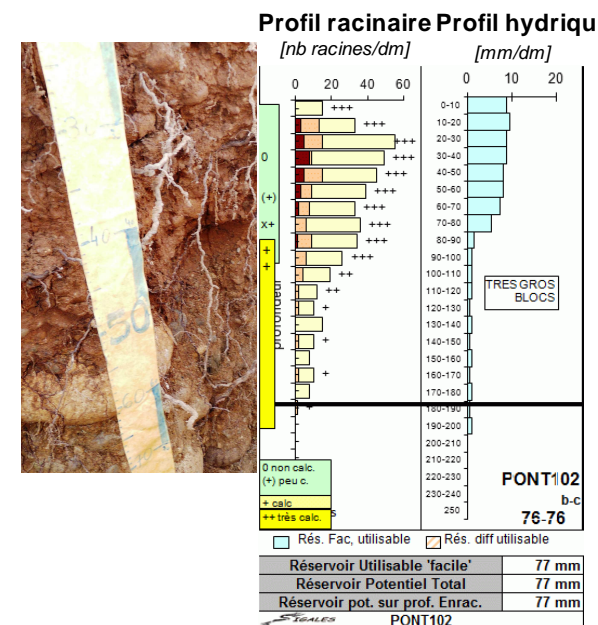 Profil racinaire Profil hydriqu
[nb racines/dm] [mm/dm]
0 20 40 60
0 10 20
0-10
10-20
20-30
30-40
40-50
50-60
60-70
70-80
80-90
90-100
100-110
110-120
120-130
130-140
140-150
150-160
160-170
170-180
180-190
190-200
200-210
210-220
220-230
230-240
250
+++
+++
+++
+++
+++
+++
+++
+++
+++
+++
++
++
+
+
+
+
0
(+)
x+
+
+
profondeur
TRES GROS
BLOCS
40
50
0 non calc.
(+) peu c.
+ calc
++ très calc.
s
PONT102
b-c
76-76
Rés. Fac, utilisable Rés. diff utilisable
Réservoir Utilisable 'facile' 77 mm
Réservoir Potentiel Total 77 mm
Réservoir pot. sur prof. Enrac. 77 mm
SIGALES PONT102